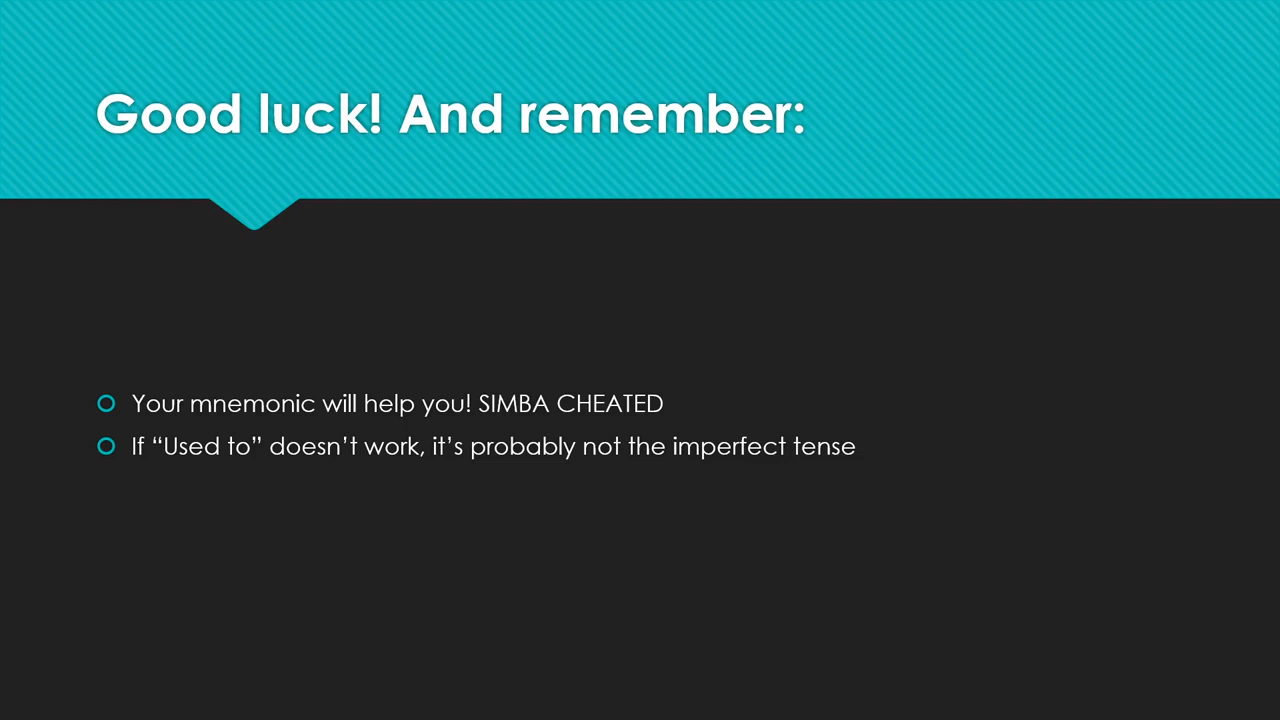 Good luck! And remember:
Your mnemonic will help you! SIMBA CHEATED
If “Used to” doesn’t work, it’s probably not the imperfect tense